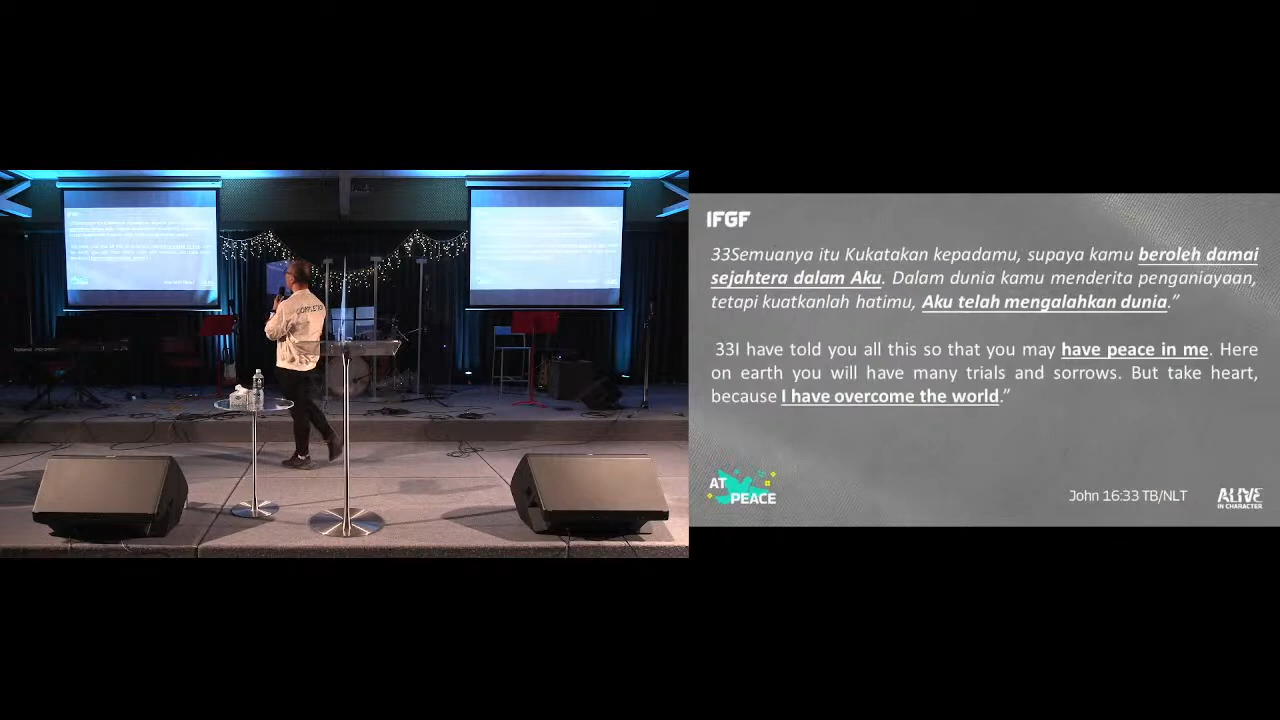 IFGF
33Semuanya itu Kukatakan kepadamu, supaya kamu beroleh damai
sejahtera dalam Aku. Dalam dunia kamu menderita penganiayaan,
tetapi kuatkanlah hatimu, Aku telah mengalahkan dunia.”
33I have told you all this so that you may have peace in me. Here
on earth you will have many trials and sorrows. But take heart,
because I have overcome the world.”
AT
PEACE
John 16:33 TB/NLT
ALIVE
IN CHARACTER